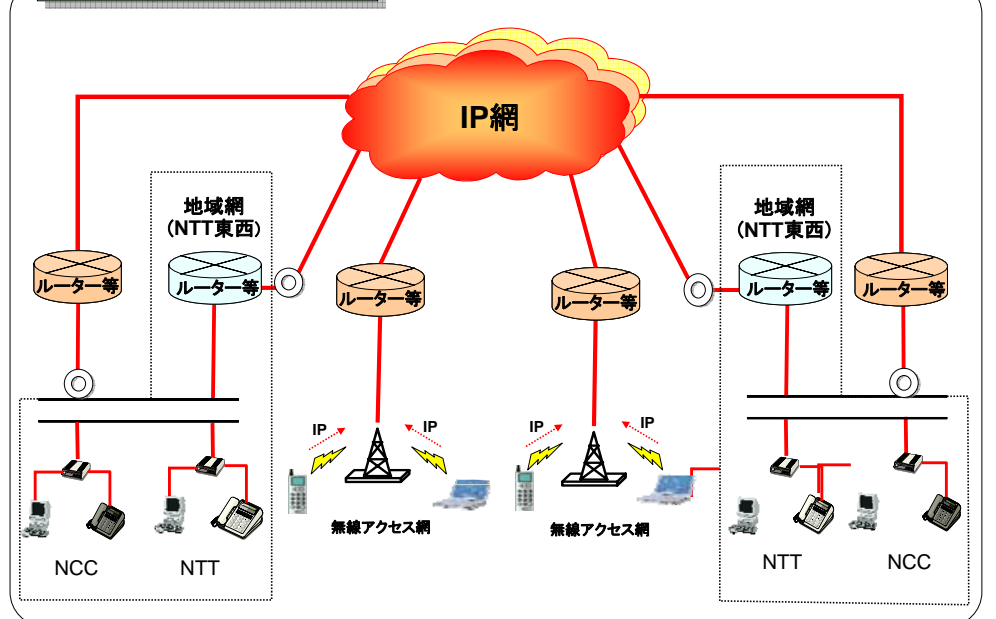 IP網
地域網
(NTT東西)
地域網
(NTT東西)
ルーター等
ルーター等
ルーター等
ルーター等
ルーター等
ルーター等
IP
IP
IP
IP
無線アクセス網
無線アクセス網
NCC
NTT
NTT
NCC